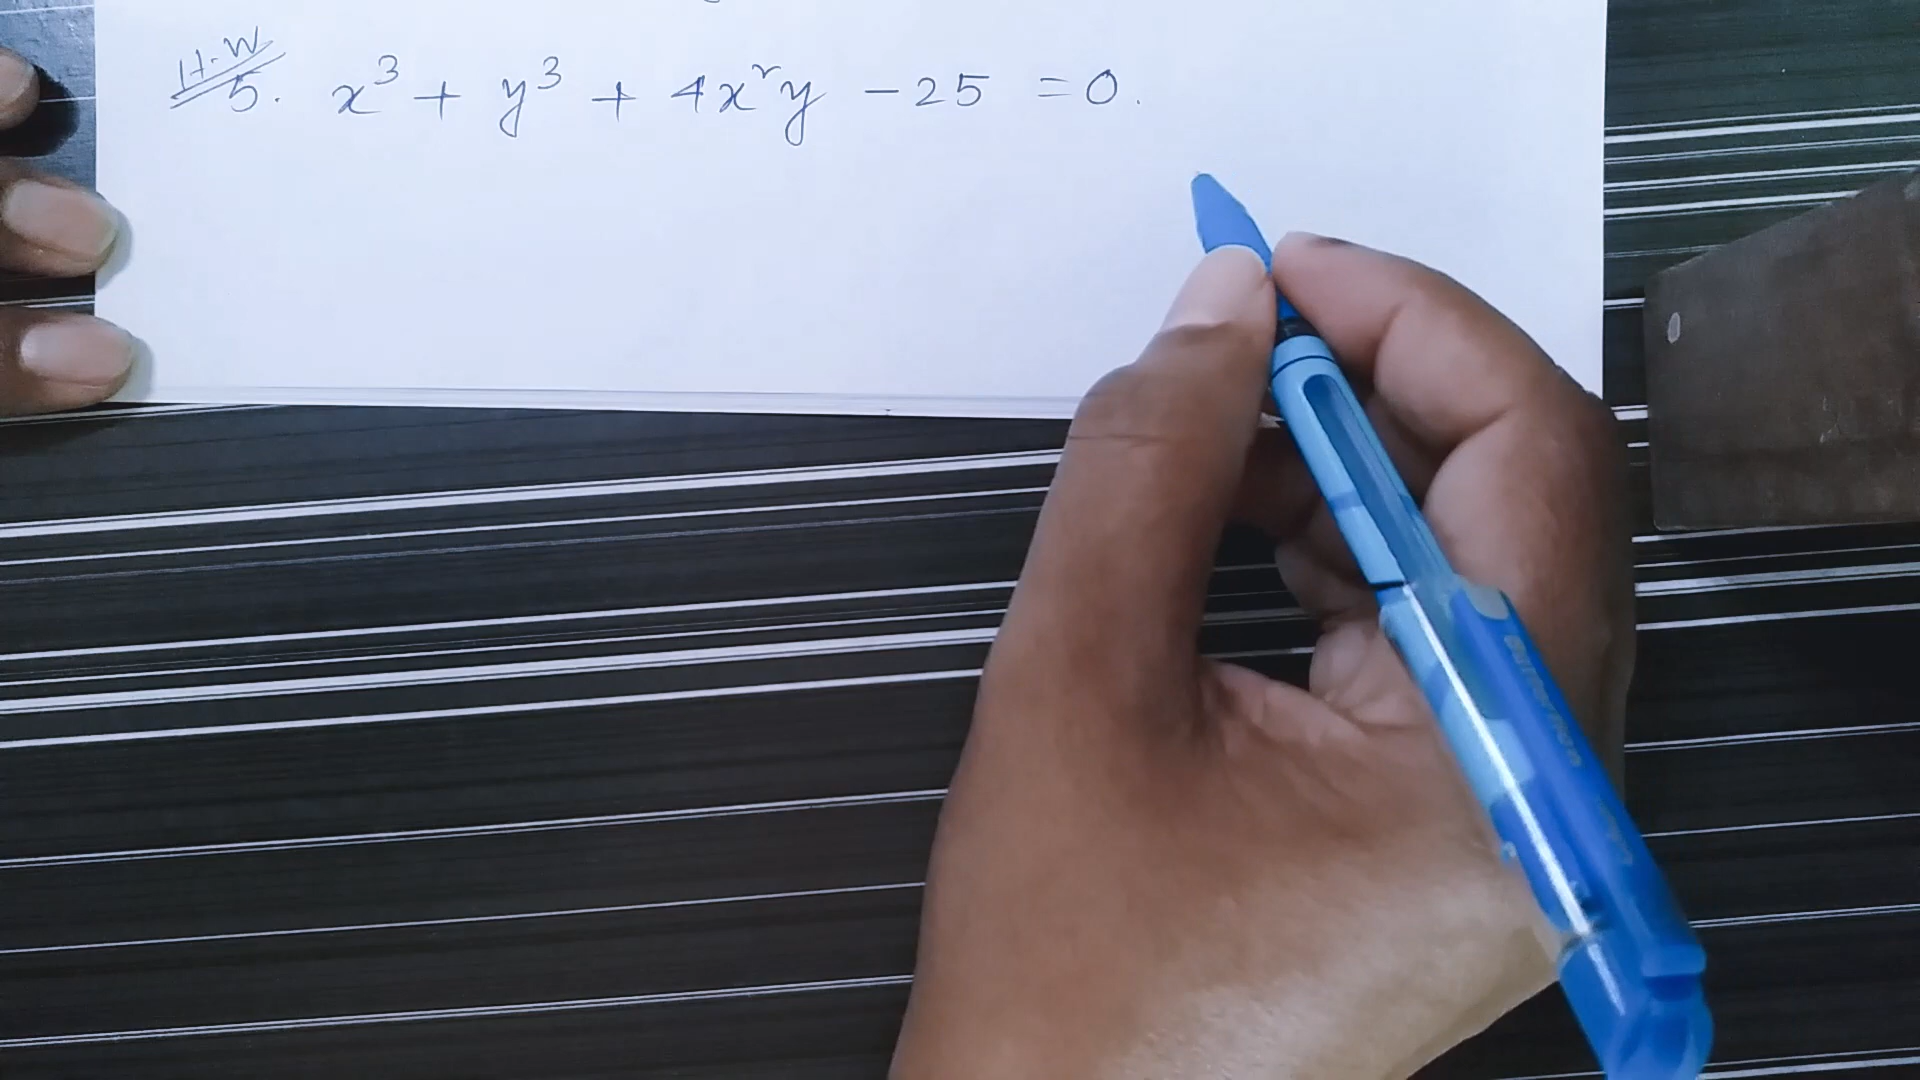 H.W
5. x³ + y³ + 4x²y - 25 = 0.